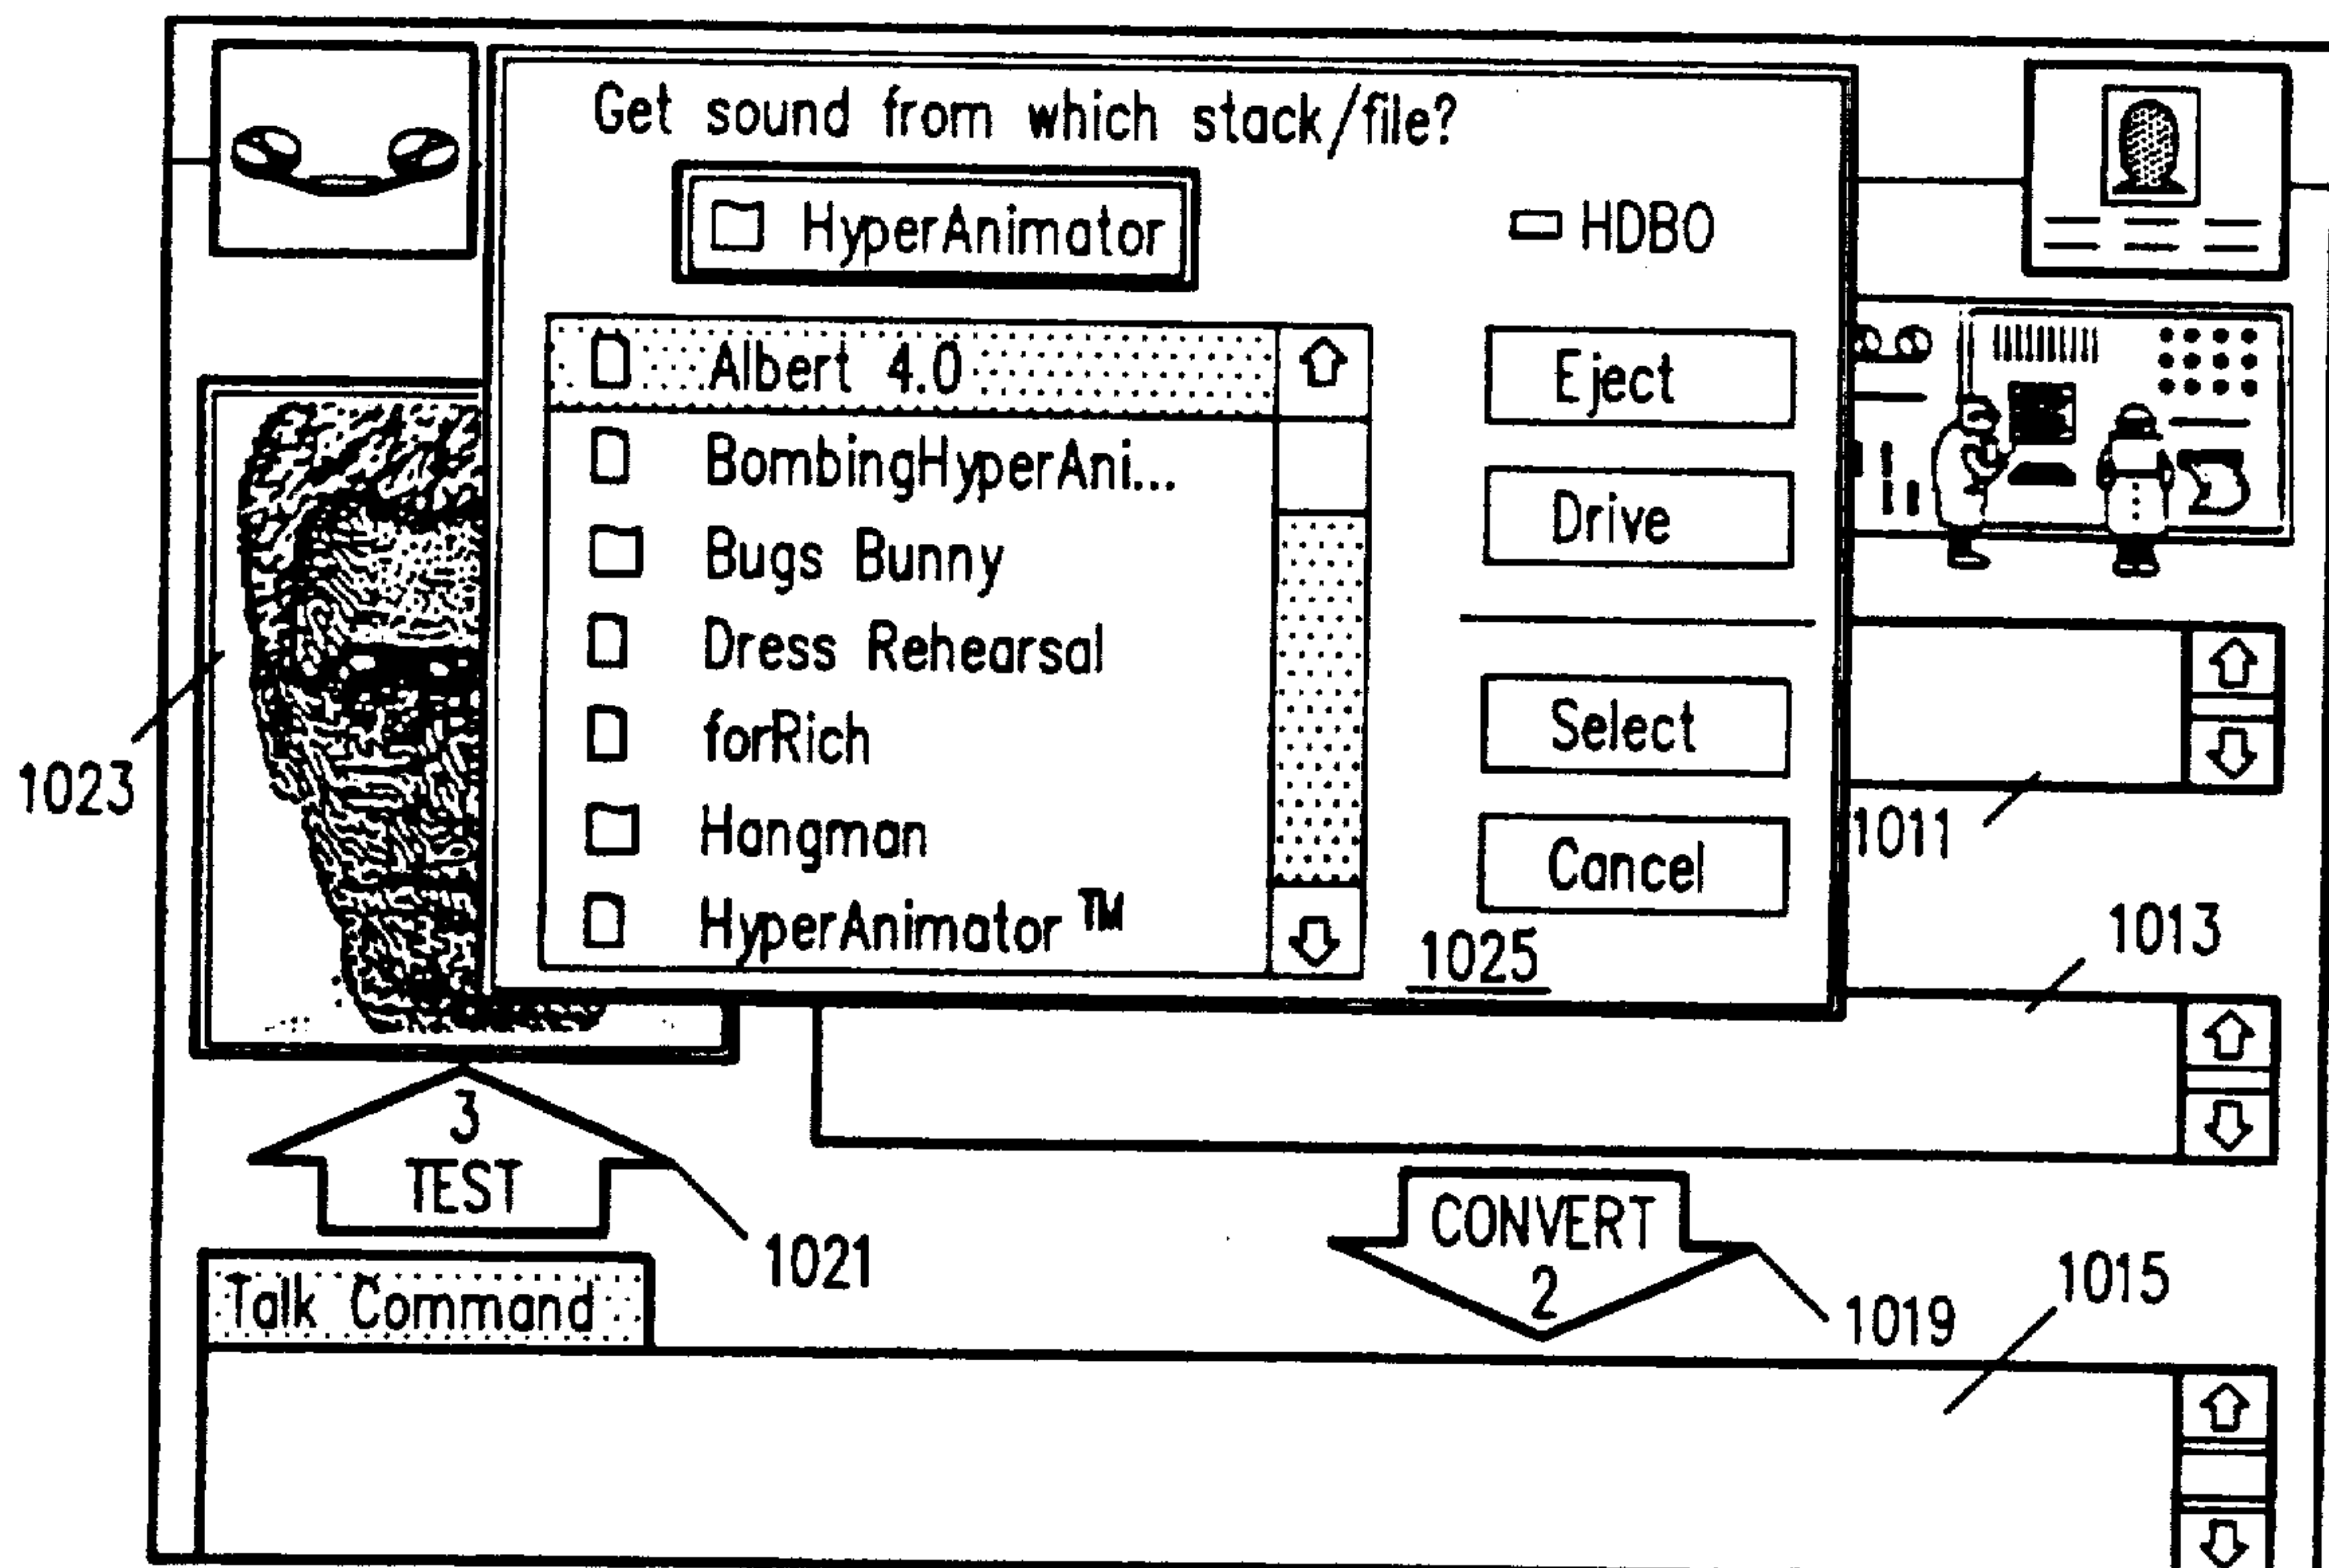 Get sound from which stack/file?
HyperAnimator
HDBO
Albert 4.0
BombingHyperAni...
Bugs Bunny
Dress Rehearsal
forRich
Hangman
HyperAnimator™
Eject
Drive
Select
Cancel
1025
1023
1011
1013
3
TEST
1021
CONVERT
2
1019
1015
Talk Command